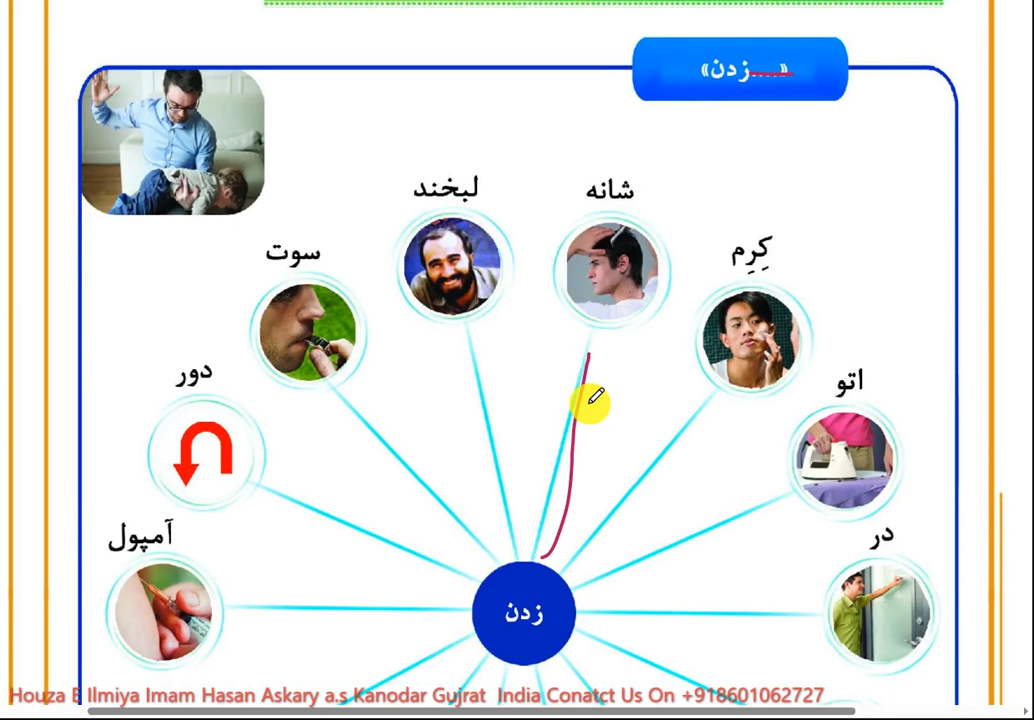 «.....زدن»
لبخند
شانه
سوت
کِرِم
دور
اتو
آمپول
در
زدن
Houza E Ilmiya Imam Hasan Askary a.s Kanodar Gujrat India Conatct Us On +918601062727